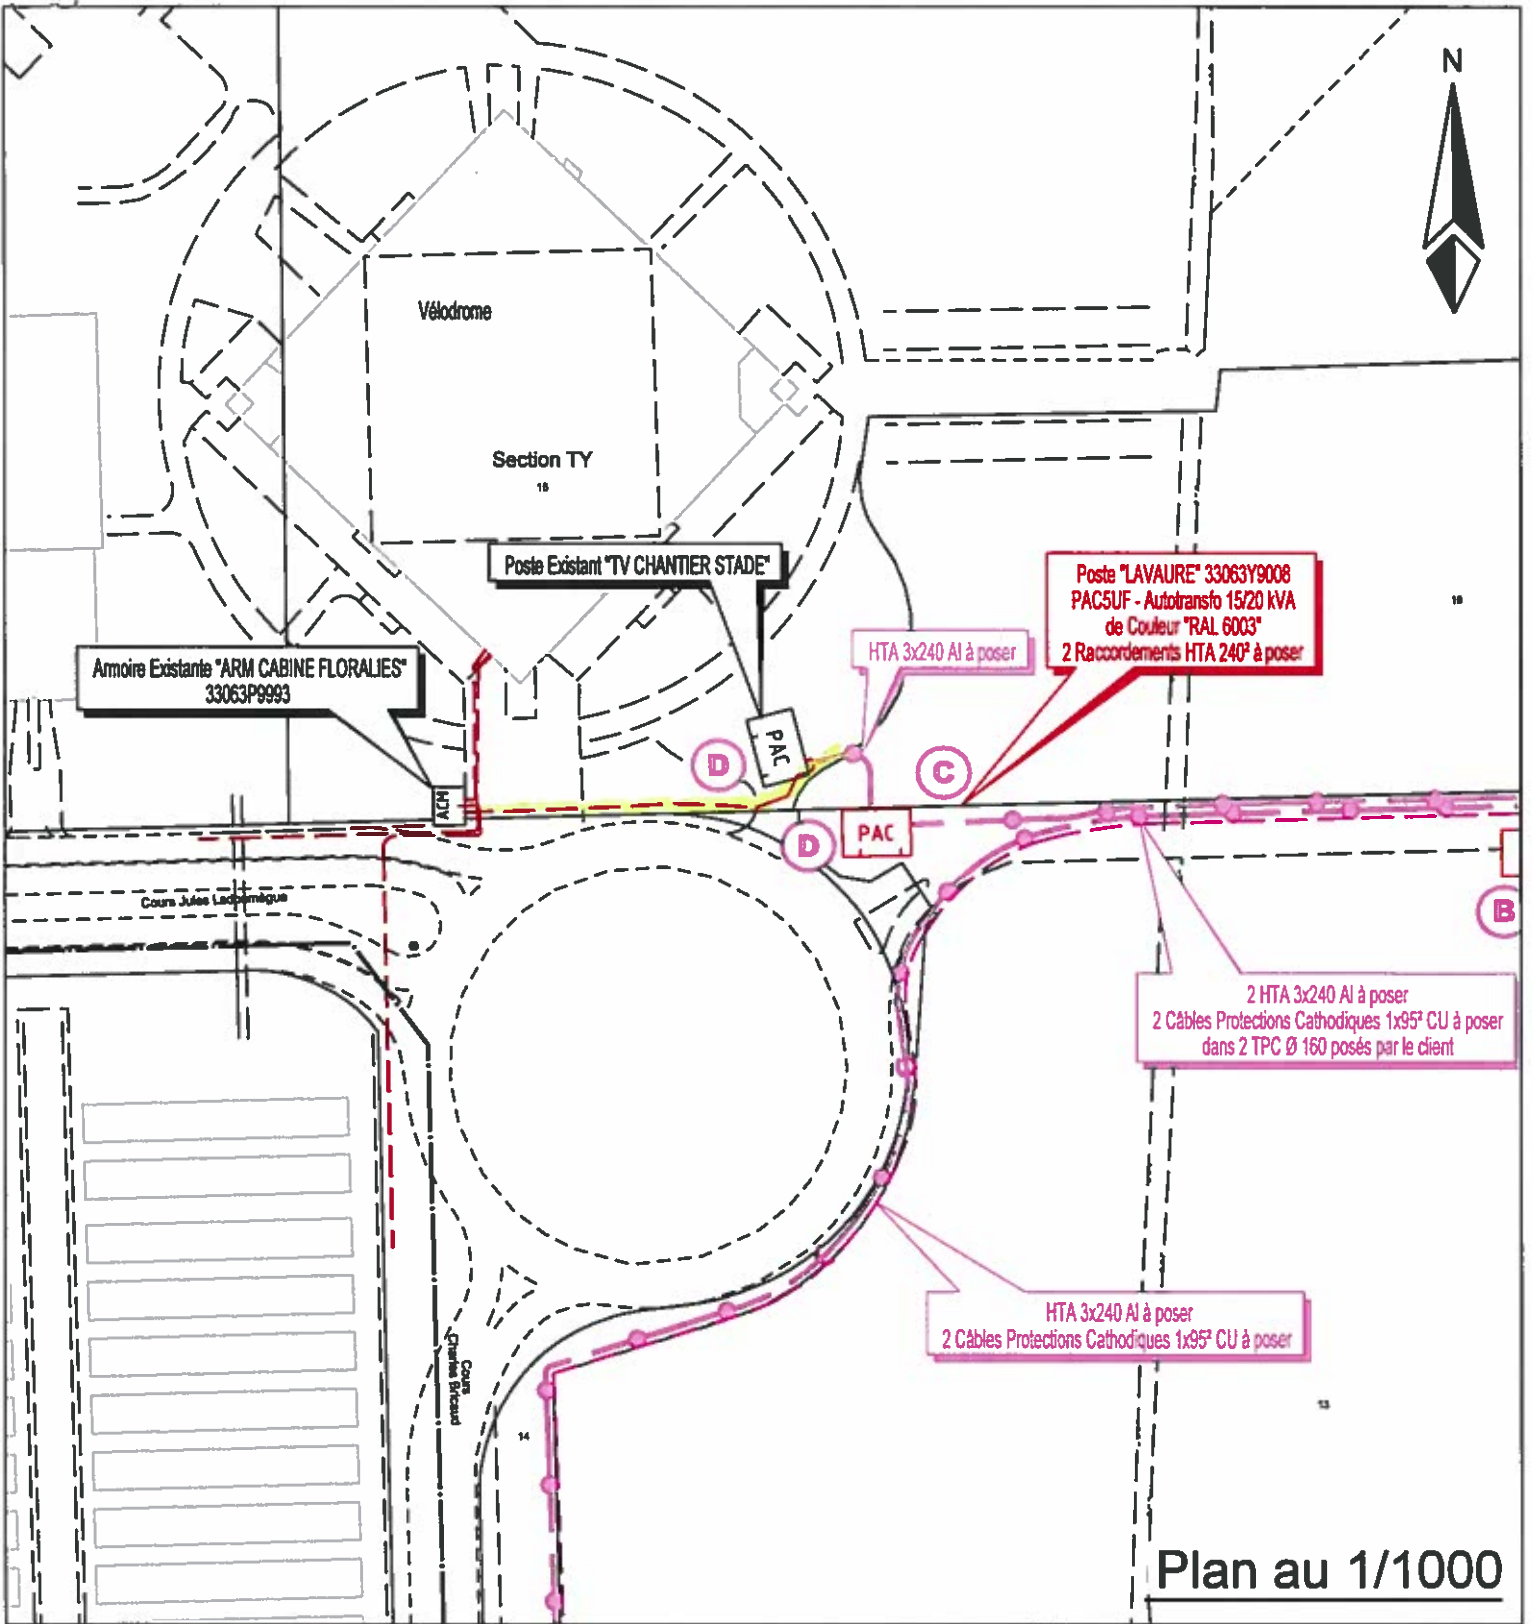 N
Vélodrome
Section TY
15
Poste Existant "TV CHANTIER STADE"
Poste "LAVAURE" 33063Y9008
PAC5UF - Autotransfo 15/20 kVA
de Couleur "RAL 6003"
2 Raccordements HTA 240² à poser
16
HTA 3x240 Al à poser
Armoire Existante "ARM CABINE FLORALIES"
33063P9993
PAC
D
C
ACM
D
PAC
Cours Jules Ladoumègue
B
2 HTA 3x240 Al à poser
2 Câbles Protections Cathodiques 1x95² CU à poser
dans 2 TPC Ø 160 posés par le client
HTA 3x240 Al à poser
2 Câbles Protections Cathodiques 1x95² CU à poser
Cours
Charles Bricaud
13
14
Plan au 1/1000